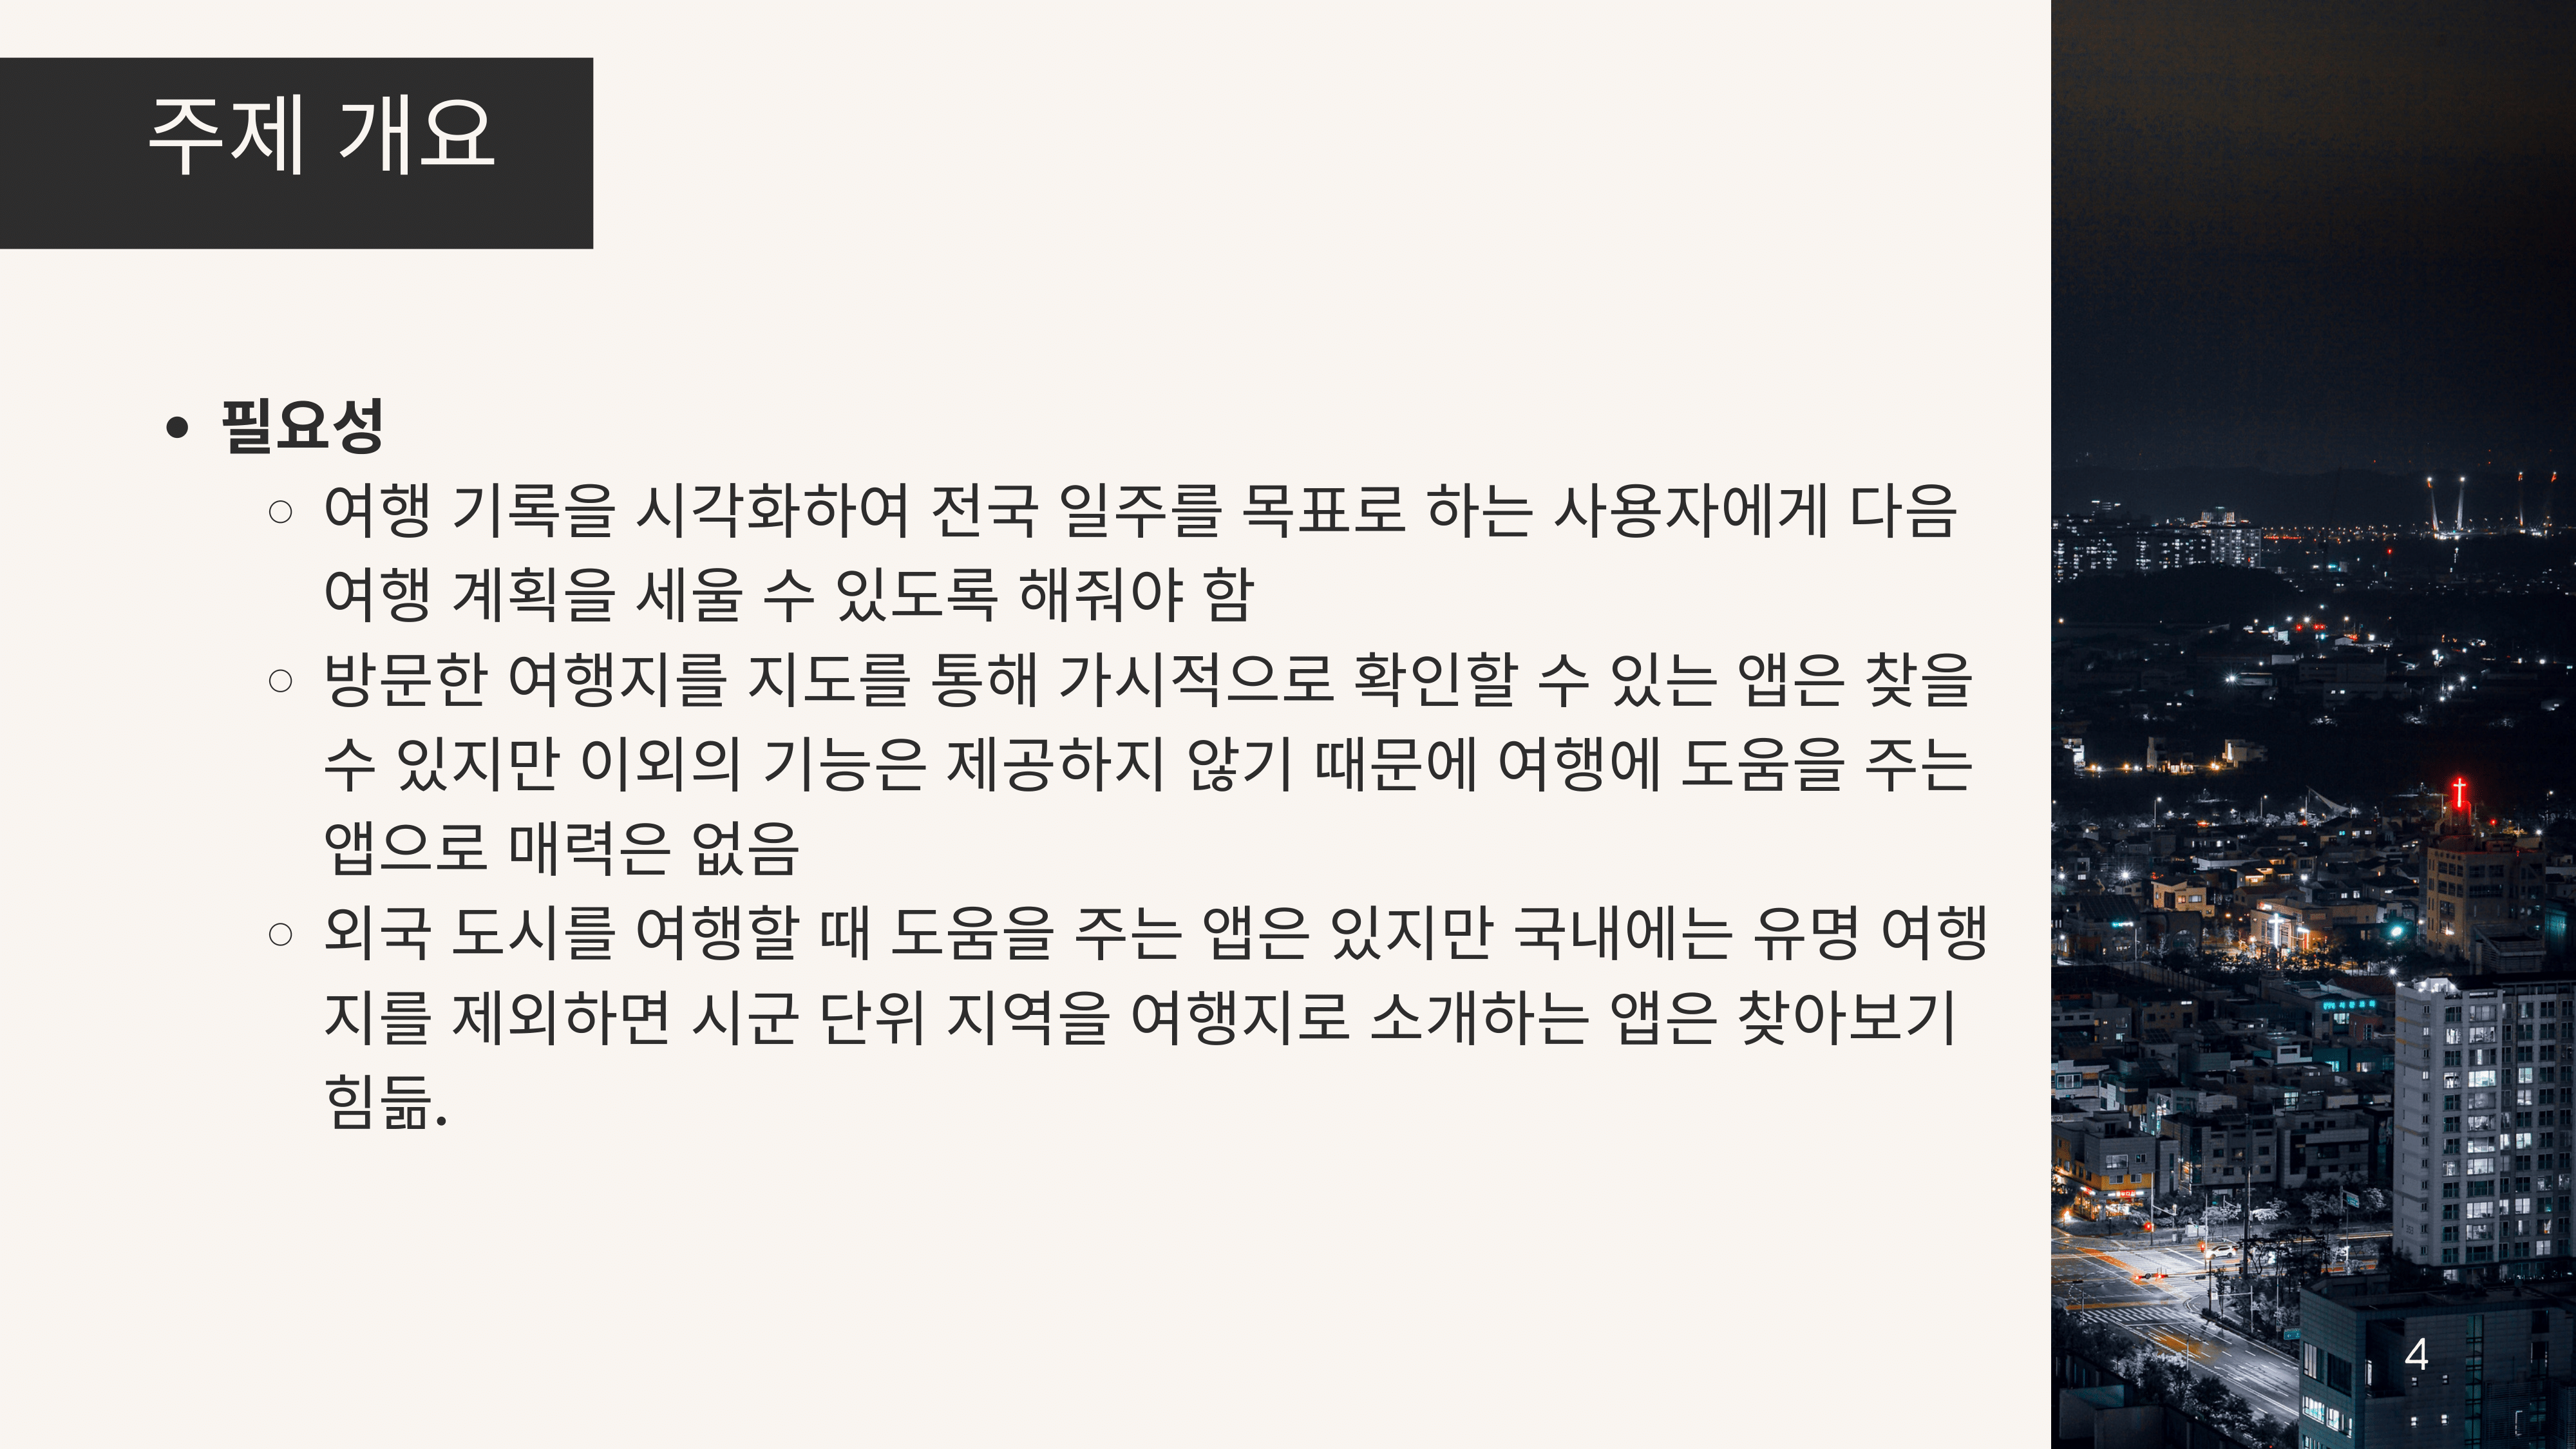 주제 개요
• 필요성
○ 여행 기록을 시각화하여 전국 일주를 목표로 하는 사용자에게 다음
여행 계획을 세울 수 있도록 해줘야 함
○ 방문한 여행지를 지도를 통해 가시적으로 확인할 수 있는 앱은 찾을
수 있지만 이외의 기능은 제공하지 않기 때문에 여행에 도움을 주는
앱으로 매력은 없음
○ 외국 도시를 여행할 때 도움을 주는 앱은 있지만 국내에는 유명 여행
지를 제외하면 시군 단위 지역을 여행지로 소개하는 앱은 찾아보기
힘듦.
4